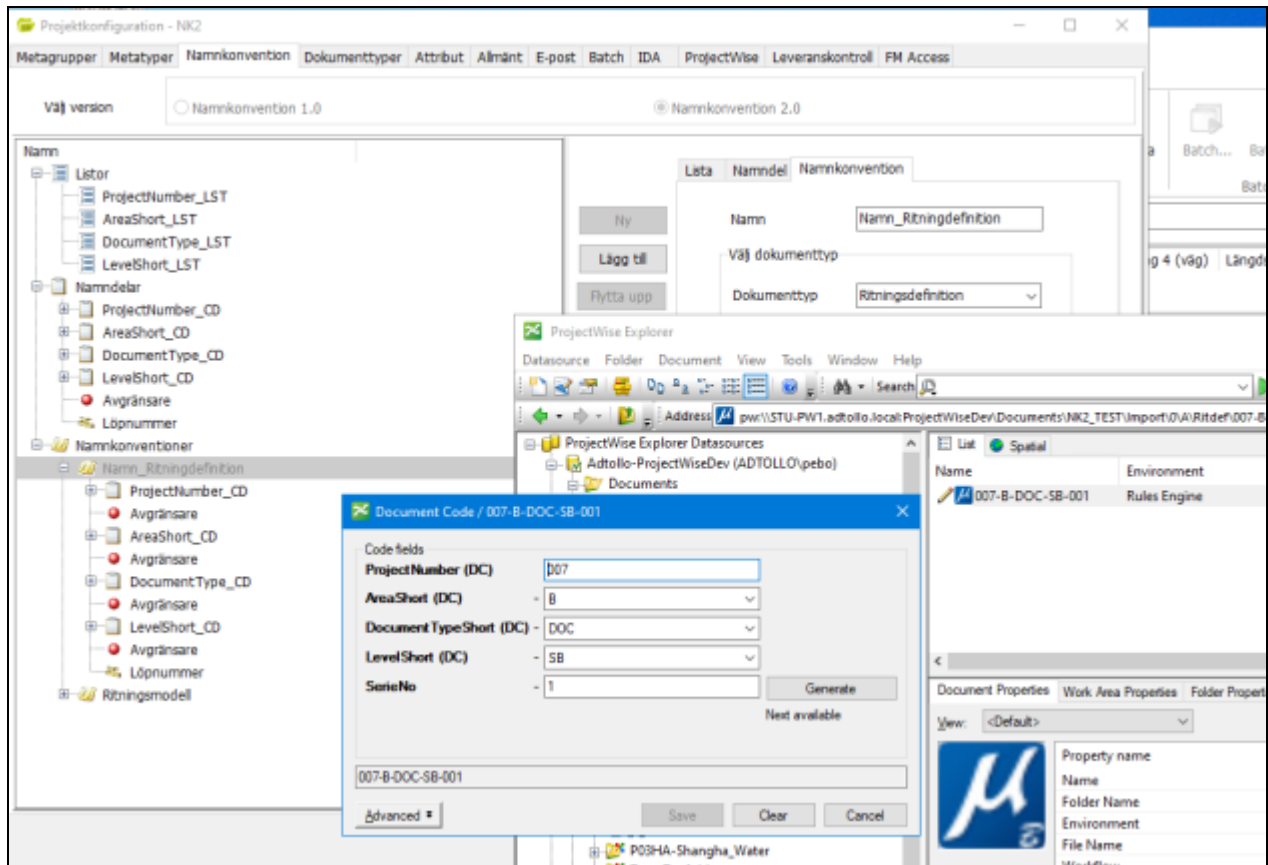 Projektkonfiguration - NK2
Metagrupper Metatyper Namnkonvention Dokumenttyper Attribut Allmänt E-post Batch IDA ProjectWise Leveranskontroll FM Access
Välj version
Namnkonvention 1.0
Namnkonvention 2.0
Namn
Listor
ProjectNumber_LST
AreaShort_LST
DocumentType_LST
LevelShort_LST
Namndelar
ProjectNumber_CD
AreaShort_CD
DocumentType_CD
LevelShort_CD
Avgränsare
Löpnummer
Namnkonventioner
Namn_Ritningdefinition
ProjectNumber_CD
Avgränsare
AreaShort_CD
Avgränsare
DocumentType_CD
Avgränsare
LevelShort_CD
Avgränsare
Löpnummer
Ritningsmodell
Ny
Lägg till
Flytta upp
Lista Namndel Namnkonvention
Namn Namn_Ritningdefinition
Välj dokumenttyp
Dokumenttyp Ritningsdefinition
Batch...
g 4 (väg)
ProjectWise Explorer
Datasource Folder Document View Tools Window Help
Search
Address pw:\\STU-PW1.adtollo.local:ProjectWiseDev\Documents\NK2_TEST\Import\0\A\Ritdef\007-B
ProjectWise Explorer Datasources
Adtollo-ProjectWiseDev (ADTOLLO\pebo)
Documents
P03HA-Shangha_Water
List Spatial
Name Environment
007-B-DOC-SB-001 Rules Engine
Document Properties Work Area Properties Folder Propert
View: <Default>
Property name
Name
Folder Name
Environment
File Name
Document Code / 007-B-DOC-SB-001
Code fields
ProjectNumber (DC) 007
AreaShort (DC) - B
DocumentTypeShort (DC) - DOC
LevelShort (DC) - SB
SerieNo - 1
Generate
Next available
007-B-DOC-SB-001
Advanced
Save Clear Cancel